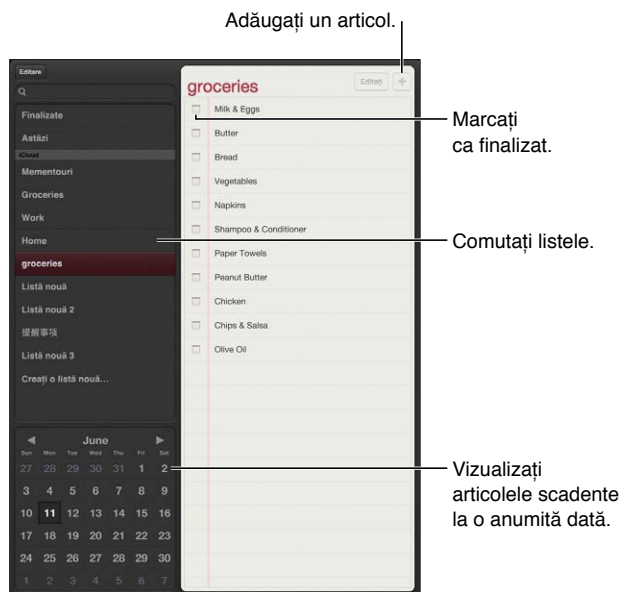 Adăugați un articol.
Editare
Finalizate
Astăzi
iCloud
Mementouri
Groceries
Work
Home
groceries
Listă nouă
Listă nouă 2
提醒事項
Listă nouă 3
Creați o listă nouă...
June
Sun Mon Tue Wed Thu Fri Sat
27 28 29 30 31 1 2
3 4 5 6 7 8 9
10 11 12 13 14 15 16
17 18 19 20 21 22 23
24 25 26 27 28 29 30
1 2 3 4 5 6 7
groceries
Editați +
Milk & Eggs
Butter
Bread
Vegetables
Napkins
Shampoo & Conditioner
Paper Towels
Peanut Butter
Chicken
Chips & Salsa
Olive Oil
Marcați
ca finalizat.
Comutați listele.
Vizualizați
articolele scadente
la o anumită dată.